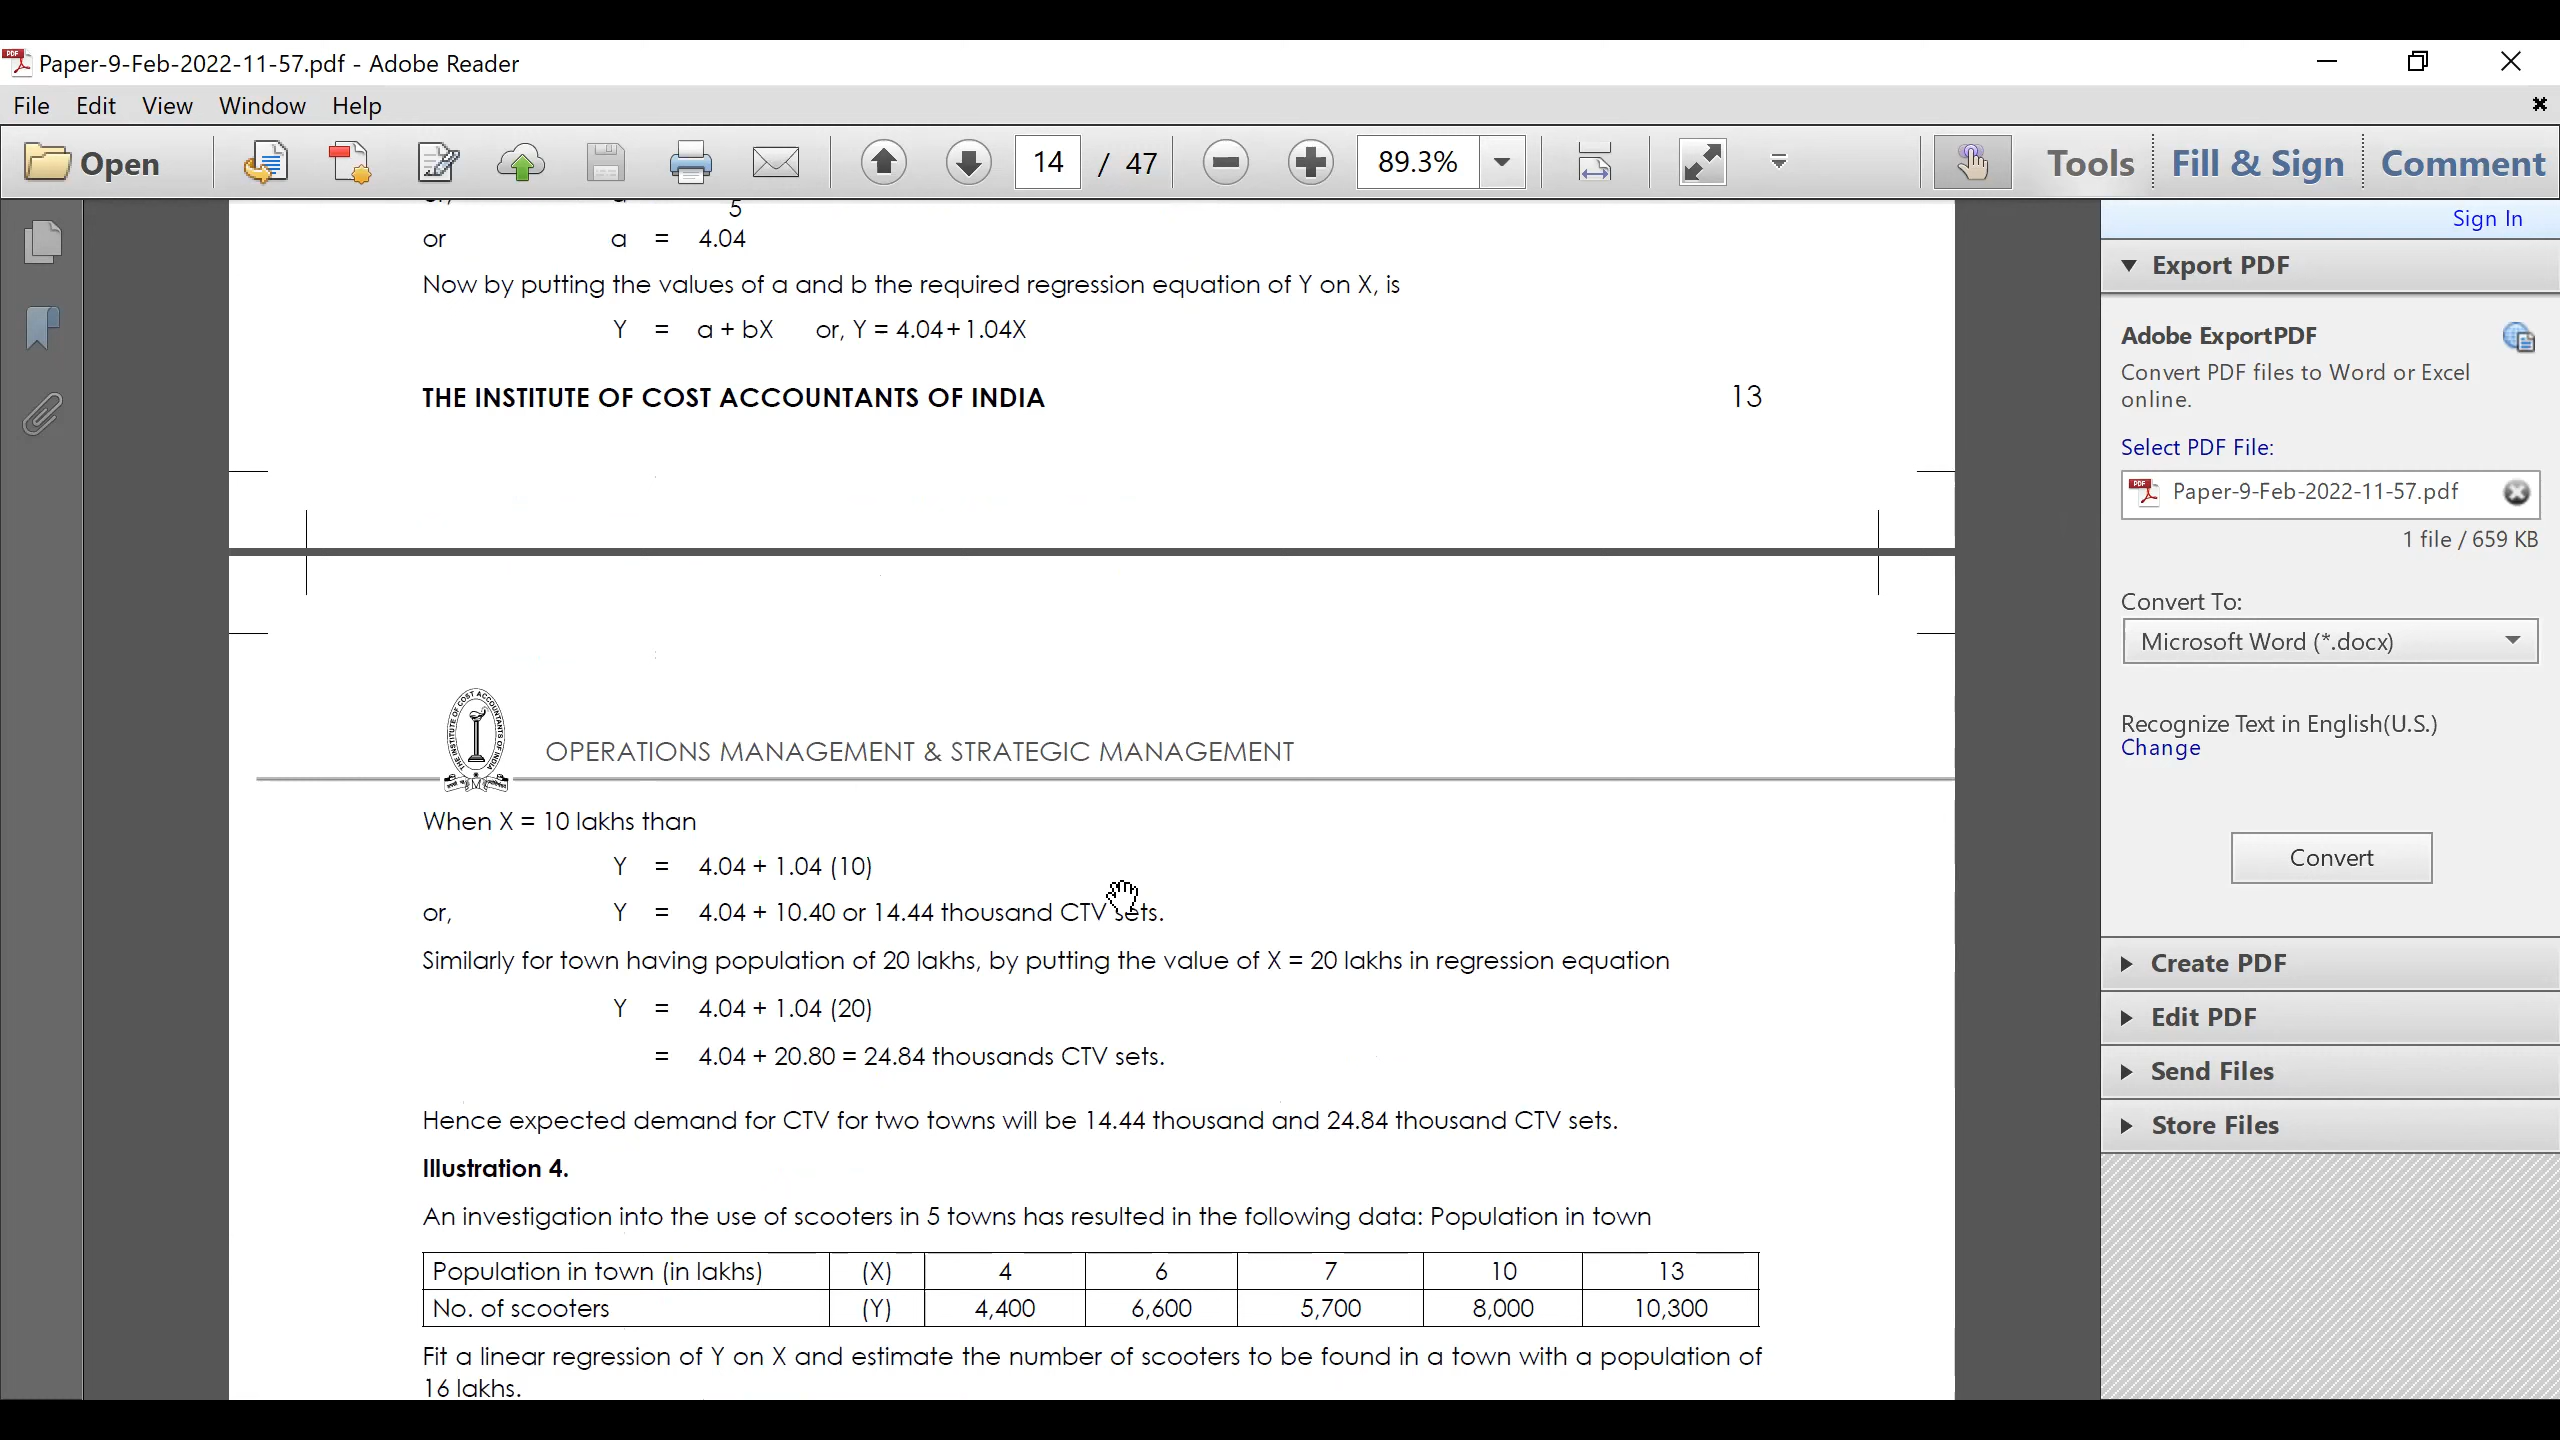 Paper-9-Feb-2022-11-57.pdf - Adobe Reader
File Edit View Window Help
Open 14 / 47 89.3% Tools Fill & Sign Comment
5
or a = 4.04
Now by putting the values of a and b the required regression equation of Y on X, is
Y = a + bX or, Y = 4.04+1.04X
THE INSTITUTE OF COST ACCOUNTANTS OF INDIA 13
OPERATIONS MANAGEMENT & STRATEGIC MANAGEMENT
When X = 10 lakhs than
Y = 4.04 + 1.04 (10)
or, Y = 4.04 + 10.40 or 14.44 thousand CTV sets.
Similarly for town having population of 20 lakhs, by putting the value of X = 20 lakhs in regression equation
Y = 4.04 + 1.04 (20)
= 4.04 + 20.80 = 24.84 thousands CTV sets.
Hence expected demand for CTV for two towns will be 14.44 thousand and 24.84 thousand CTV sets.
Illustration 4.
An investigation into the use of scooters in 5 towns has resulted in the following data: Population in town
Population in town (in lakhs) (X) 4 6 7 10 13
No. of scooters (Y) 4,400 6,600 5,700 8,000 10,300
Fit a linear regression of Y on X and estimate the number of scooters to be found in a town with a population of
16 lakhs.
Sign In
Export PDF
Adobe ExportPDF
Convert PDF files to Word or Excel
online.
Select PDF File:
Paper-9-Feb-2022-11-57.pdf
1 file / 659 KB
Convert To:
Microsoft Word (*.docx)
Recognize Text in English(U.S.)
Change
Convert
Create PDF
Edit PDF
Send Files
Store Files